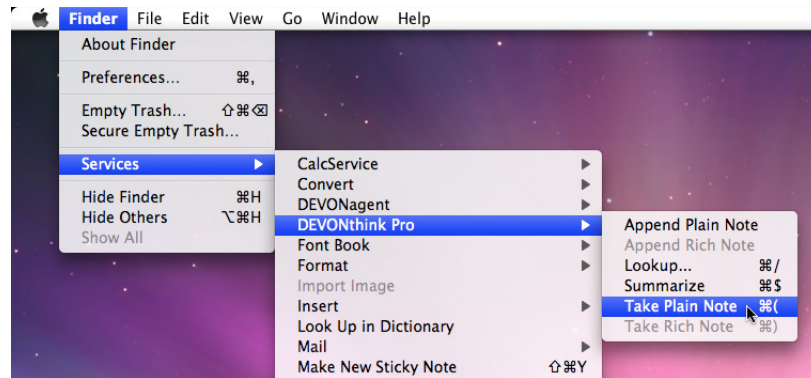 Finder File Edit View Go Window Help
About Finder
Preferences... ⌘,
Empty Trash... ⇧⌘⌫
Secure Empty Trash...
Services
Hide Finder ⌘H
Hide Others ⌥⌘H
Show All
CalcService
Convert
DEVONagent
DEVONthink Pro
Font Book
Format
Import Image
Insert
Look Up in Dictionary
Mail
Make New Sticky Note ⇧⌘Y
Append Plain Note
Append Rich Note
Lookup... ⌘/
Summarize ⌘$
Take Plain Note ⌘(
Take Rich Note ⌘)